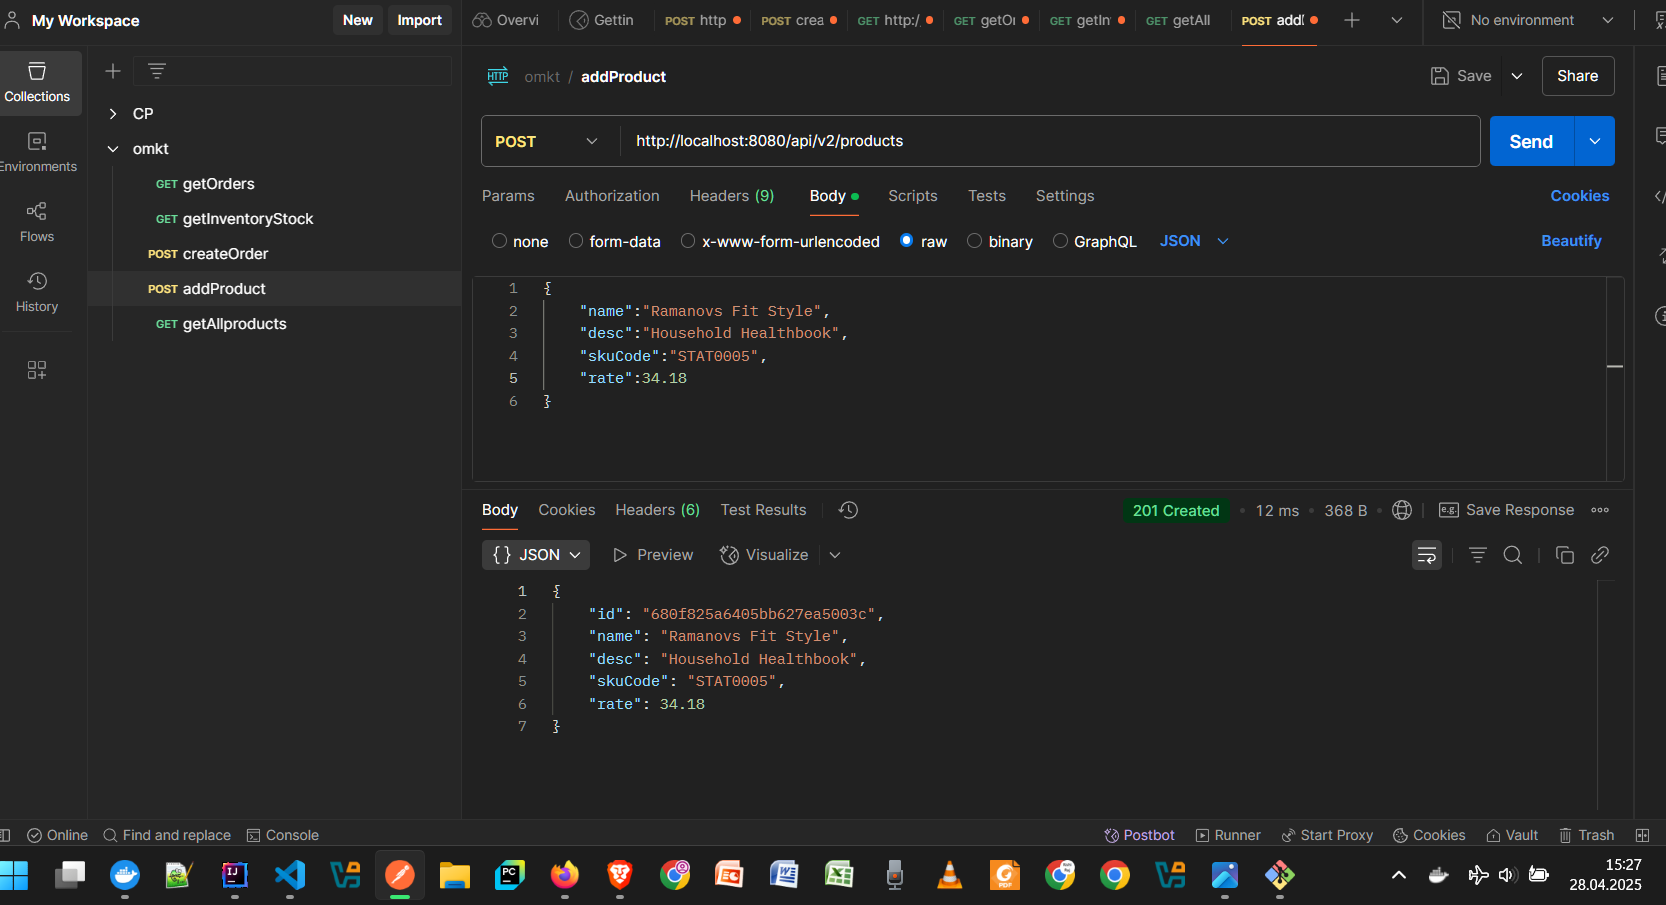 My Workspace
New
Import
Overvi
Gettin
POST http
POST crea
GET http:/
GET getOr
GET getIn
GET getAll
POST add
No environment
Collections
Environments
Flows
History
CP
omkt
GET getOrders
GET getInventoryStock
POST createOrder
POST addProduct
GET getAllproducts
HTTP omkt / addProduct
Save
Share
POST
http://localhost:8080/api/v2/products
Send
Params
Authorization
Headers (9)
Body
Scripts
Tests
Settings
Cookies
none
form-data
x-www-form-urlencoded
raw
binary
GraphQL
JSON
Beautify
1 {
2 "name":"Ramanovs Fit Style",
3 "desc":"Household Healthbook",
4 "skuCode":"STAT0005",
5 "rate":34.18
6 }
Body
Cookies
Headers (6)
Test Results
201 Created
12 ms
368 B
e.g. Save Response
{} JSON
Preview
Visualize
1 {
2 "id": "680f825a6405bb627ea5003c",
3 "name": "Ramanovs Fit Style",
4 "desc": "Household Healthbook",
5 "skuCode": "STAT0005",
6 "rate": 34.18
7 }
Online
Find and replace
Console
Postbot
Runner
Start Proxy
Cookies
Vault
Trash
15:27
28.04.2025